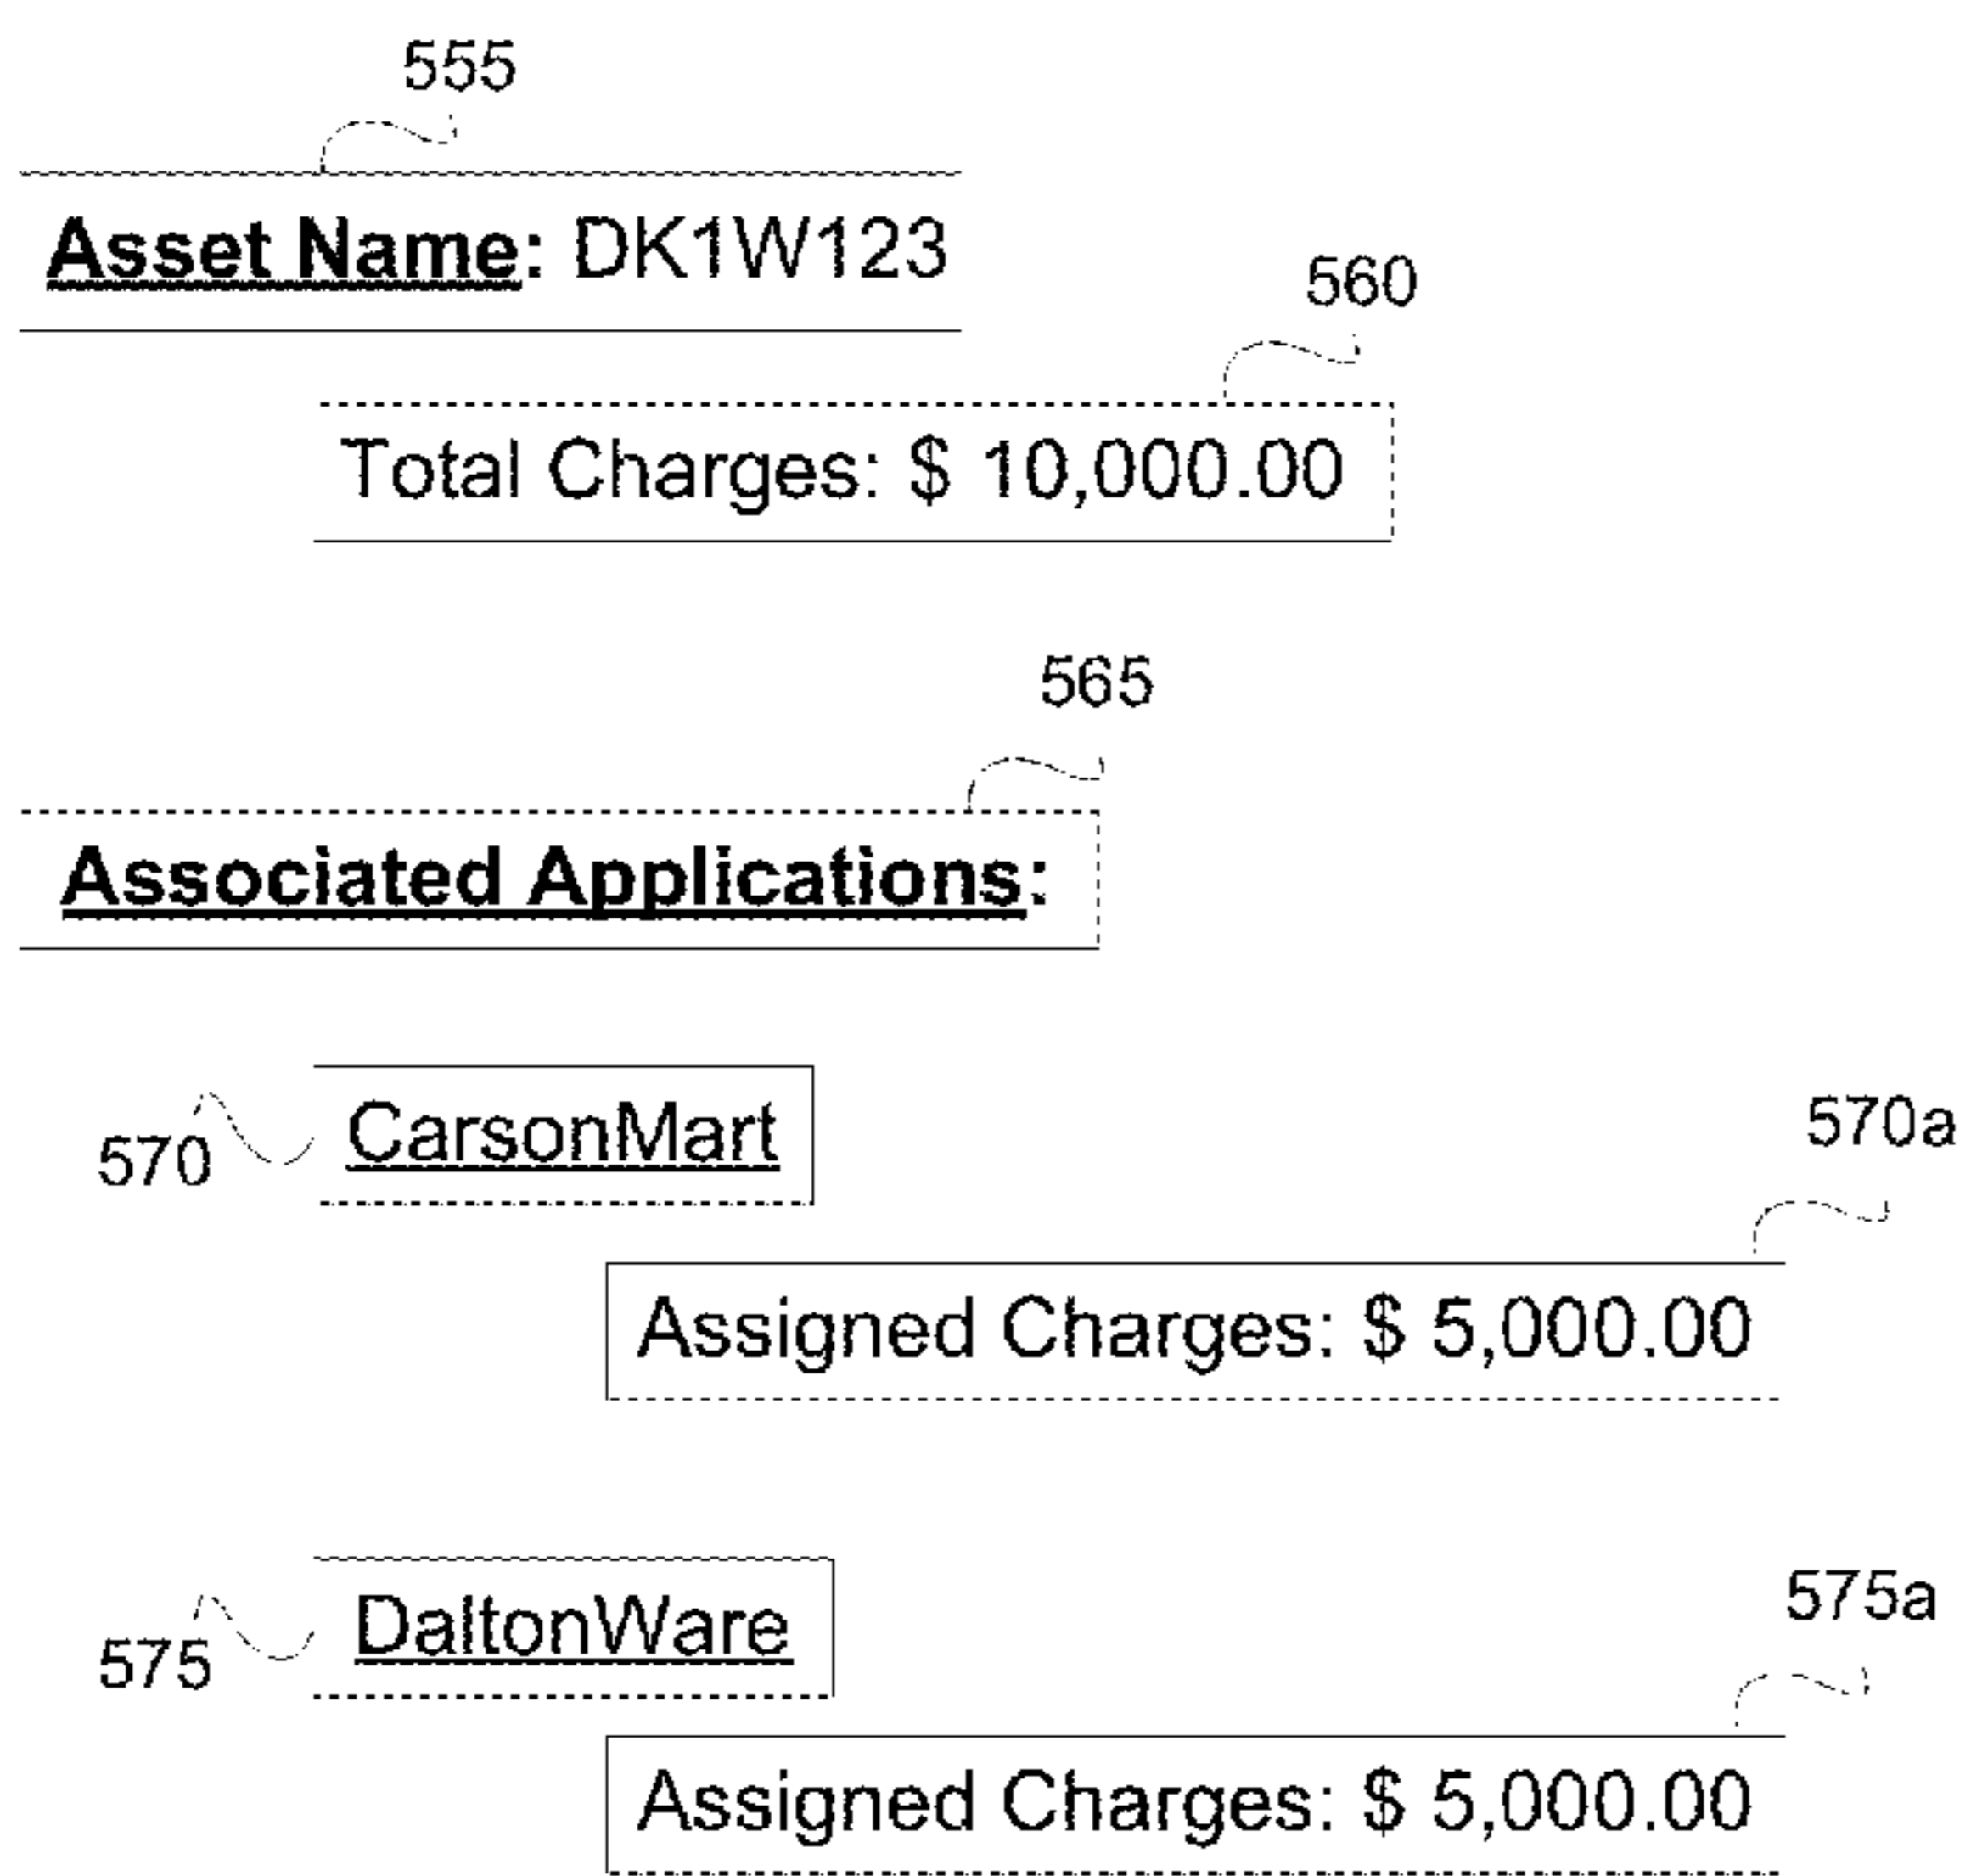 555
Asset Name: DK1W123
560
Total Charges: $ 10,000.00
565
Associated Applications:
570
CarsonMart
570a
Assigned Charges: $ 5,000.00
575
DaltonWare
575a
Assigned Charges: $ 5,000.00